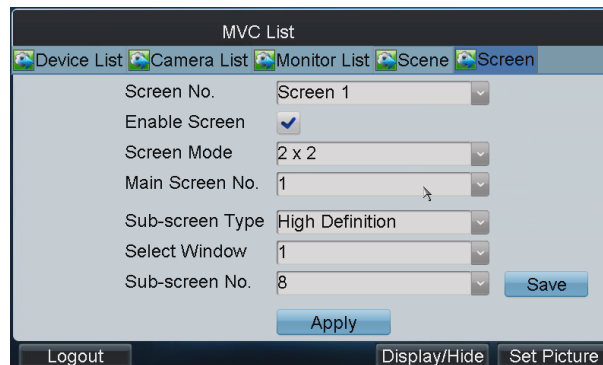 MVC List
Device List Camera List Monitor List Scene Screen
Screen No. Screen 1
Enable Screen
Screen Mode 2 x 2
Main Screen No. 1
Sub-screen Type High Definition
Select Window 1
Sub-screen No. 8 Save
Apply
Logout Display/Hide Set Picture